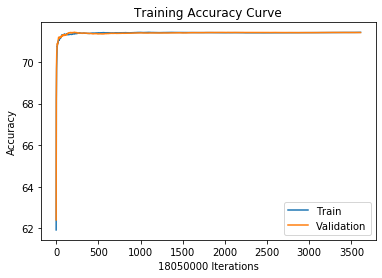 Training Accuracy Curve
Accuracy
70
68
66
64
62
0 500 1000 1500 2000 2500 3000 3500
18050000 Iterations
Train
Validation